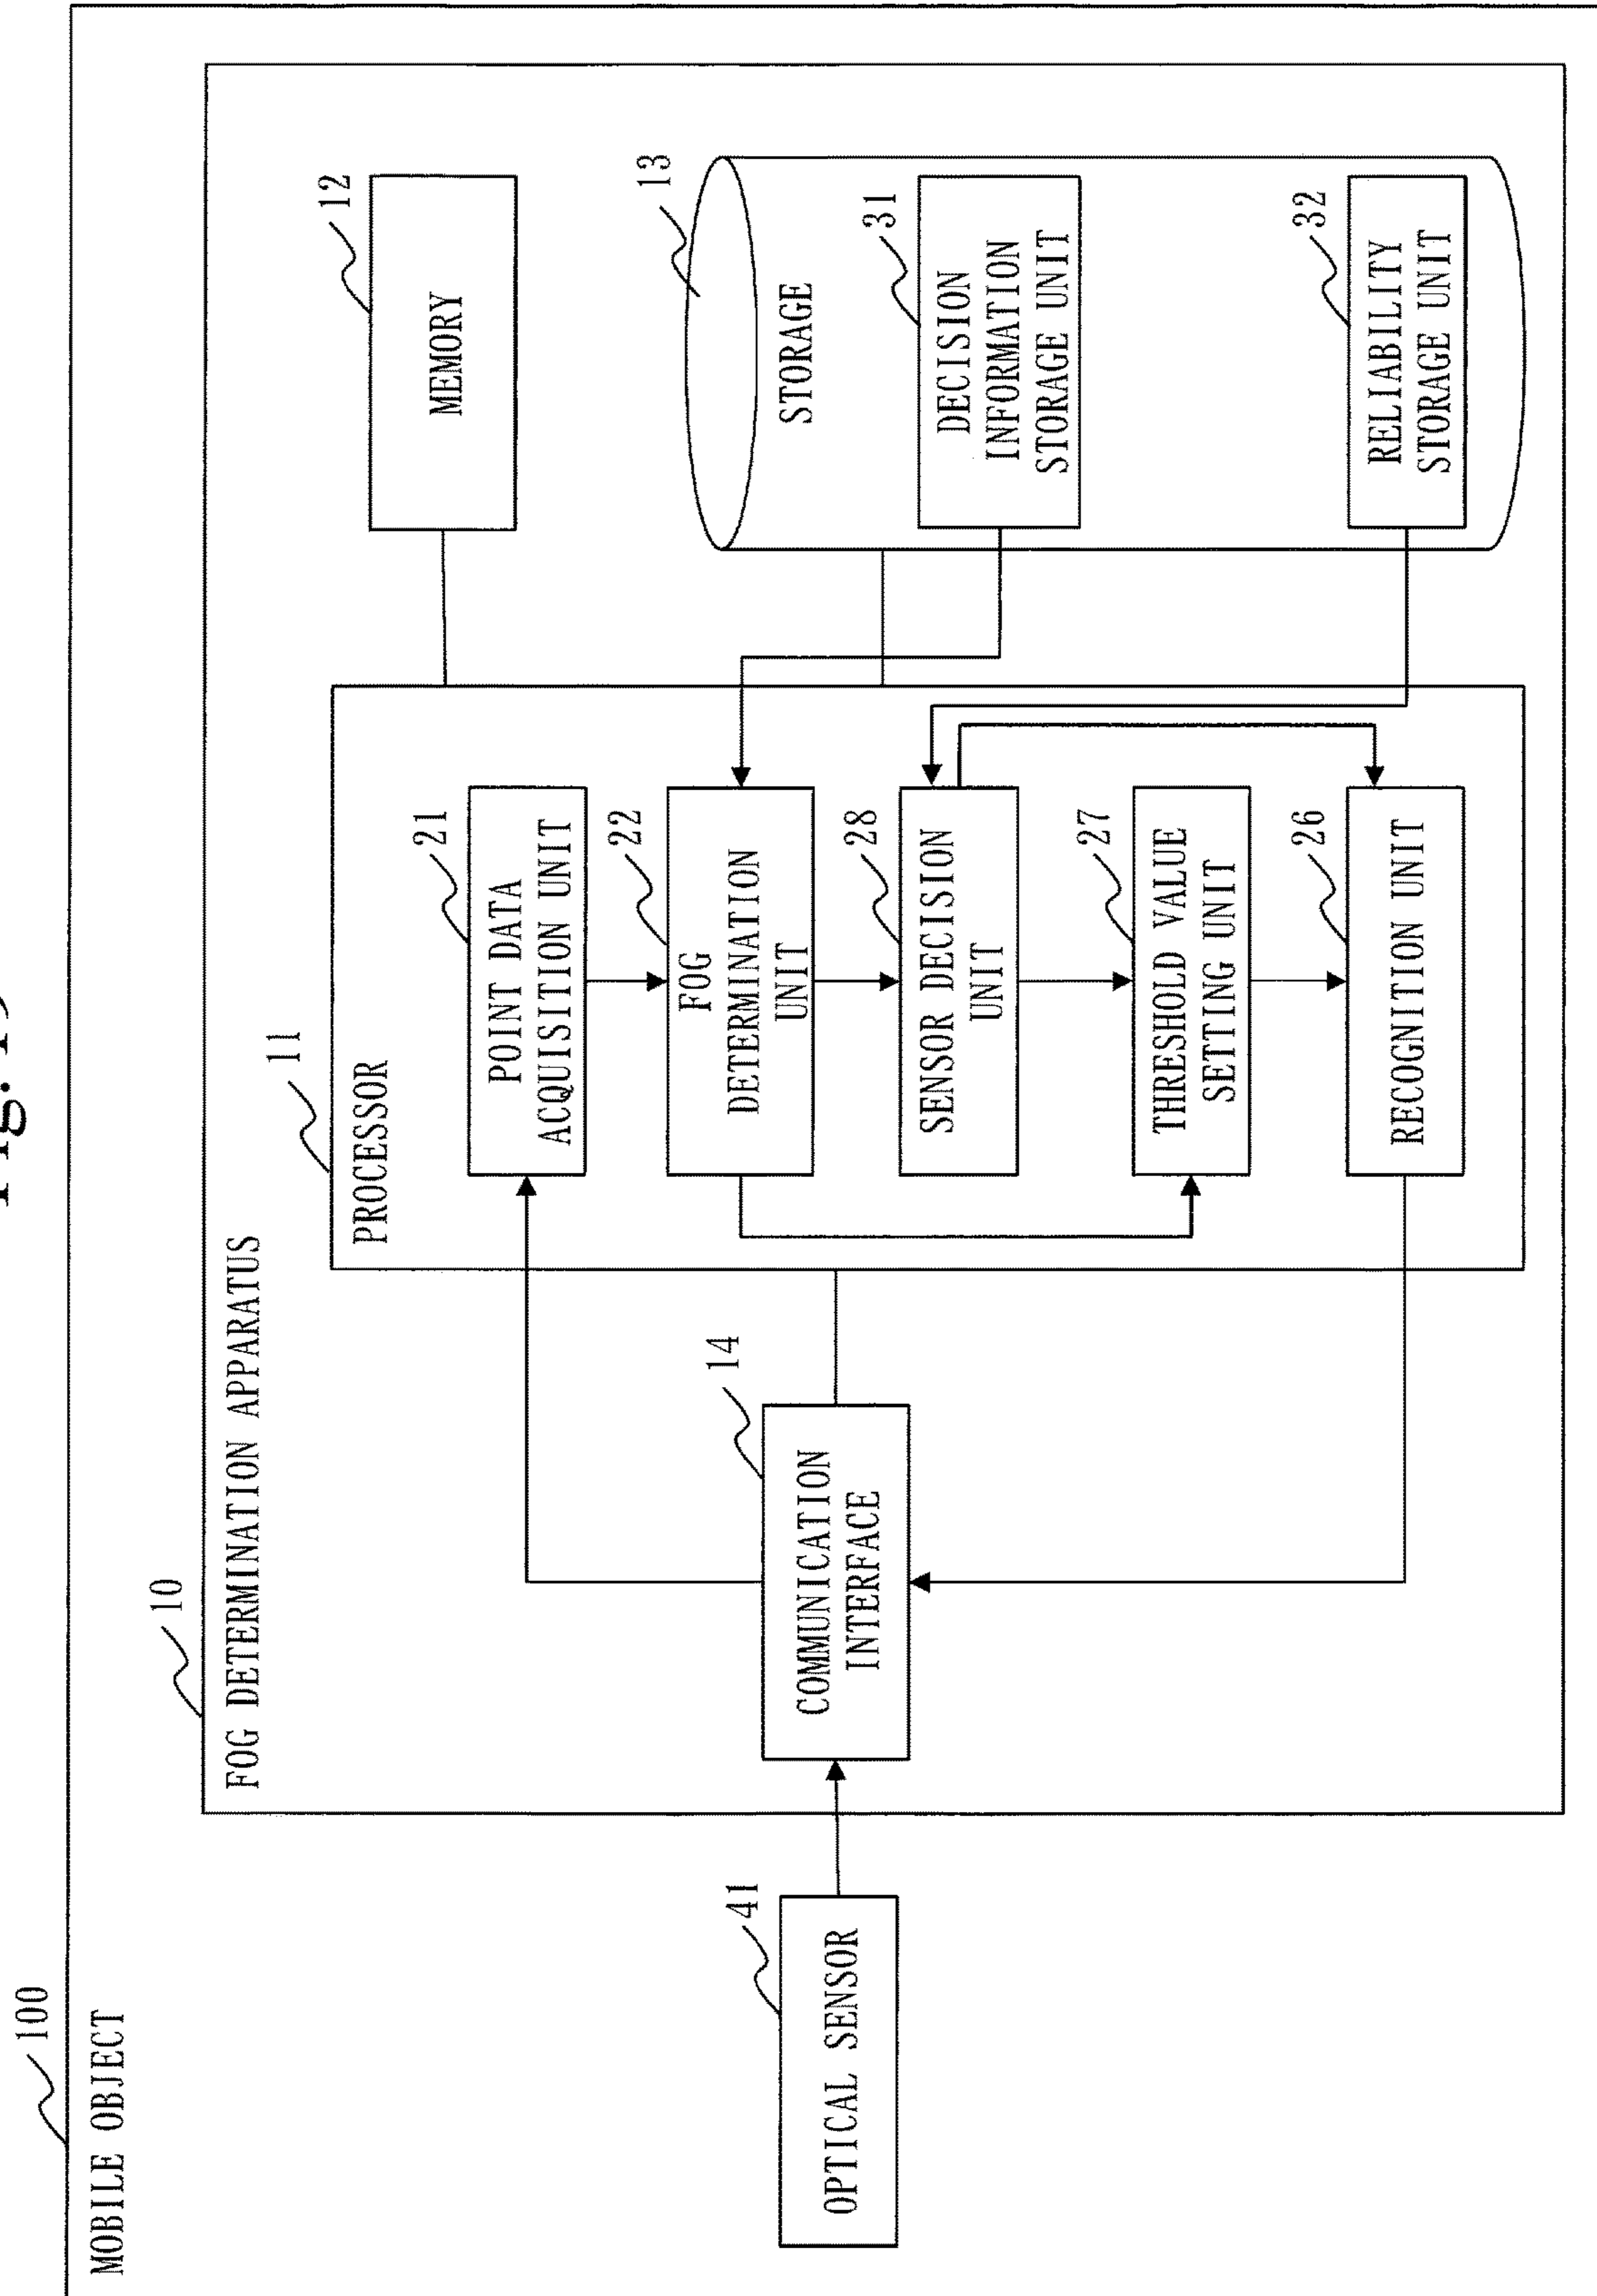 Fig.
100
MOBILE OBJECT
10
FOG DETERMINATION APPARATUS
11
PROCESSOR
12
MEMORY
21
POINT DATA
ACQUISITION UNIT
22
FOG
DETERMINATION
UNIT
13
STORAGE
41
OPTICAL SENSOR
14
COMMUNICATION
INTERFACE
28
SENSOR DECISION
UNIT
31
DECISION
INFORMATION
STORAGE UNIT
27
THRESHOLD VALUE
SETTING UNIT
26
RECOGNITION UNIT
32
RELIABILITY
STORAGE UNIT